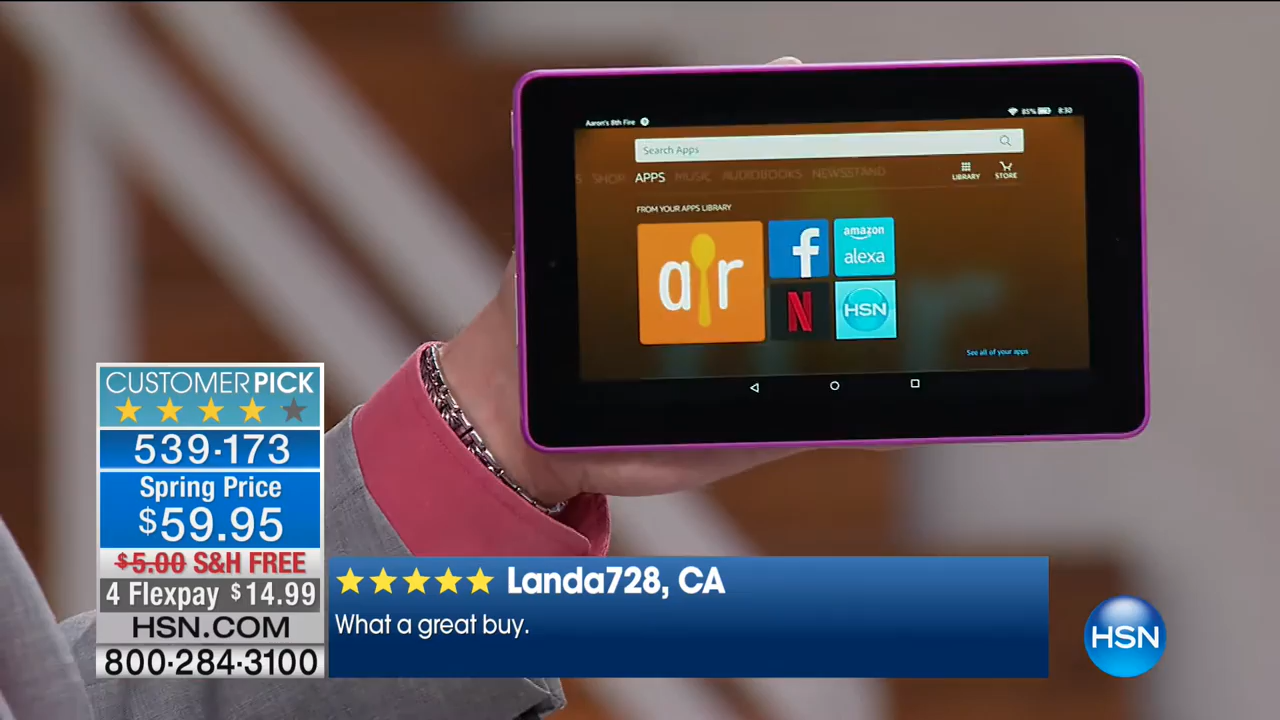 Aaron's 8th Fire
85% 8:30
Search Apps
S SHOP APPS MUSIC AUDIOBOOKS NEWSSTAND
LIBRARY STORE
FROM YOUR APPS LIBRARY
a r
f
amazon
alexa
N
HSN
See all of your apps
CUSTOMER PICK
539-173
Spring Price
$59.95
$5.00 S&H FREE
4 Flexpay $14.99
HSN.COM
800-284-3100
Landa728, CA
What a great buy.
HSN